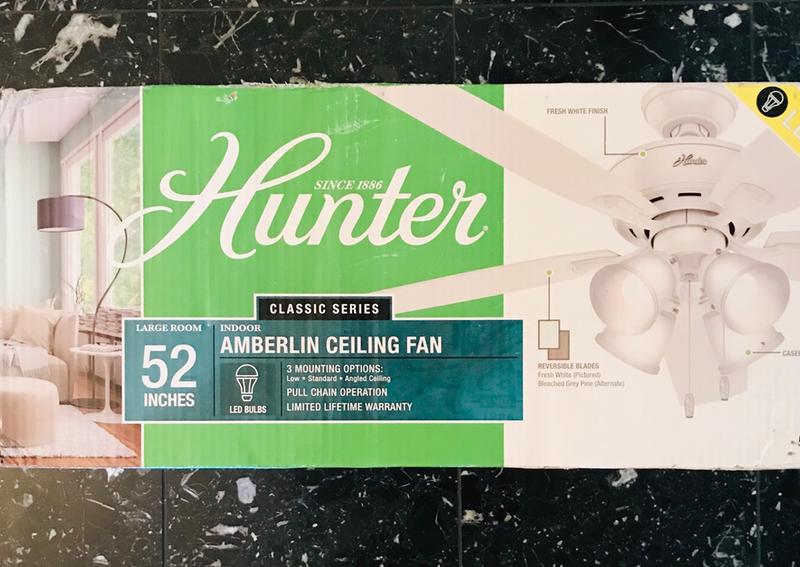 Hunter
SINCE 1886
CLASSIC SERIES
LARGE ROOM
52
INCHES
INDOOR
AMBERLIN CEILING FAN
LED BULBS
3 MOUNTING OPTIONS:
Low • Standard • Angled Ceiling
PULL CHAIN OPERATION
LIMITED LIFETIME WARRANTY
FRESH WHITE FINISH
Hunter
REVERSIBLE BLADES
Fresh White (Pictured)
Bleached Grey Pine (Alternate)